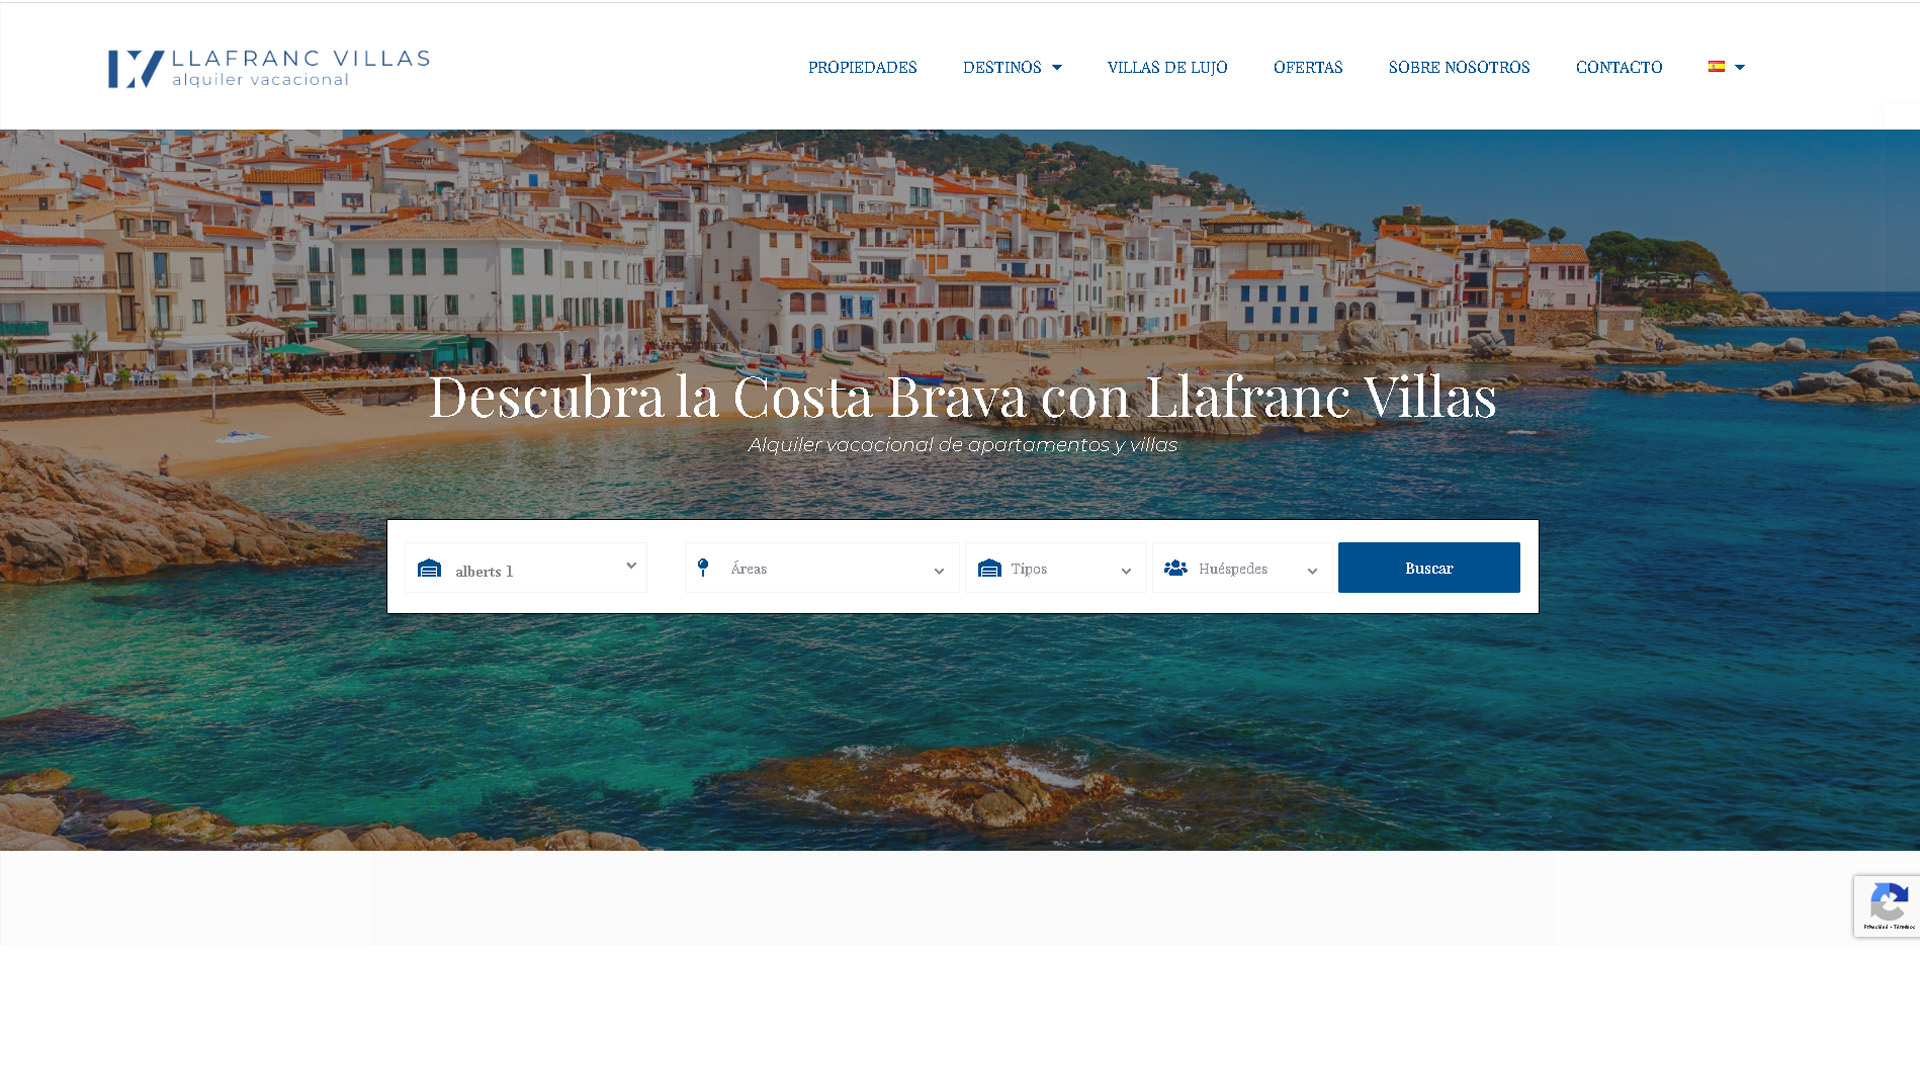 LLAFRANC VILLAS
alquiler vacacional
PROPIEDADES
DESTINOS
VILLAS DE LUJO
OFERTAS
SOBRE NOSOTROS
CONTACTO
Descubra la Costa Brava con Llafranc Villas
Alquiler vacacional de apartamentos y villas
alberts 1
Áreas
Tipos
Huéspedes
Buscar
Privacidad - Términos